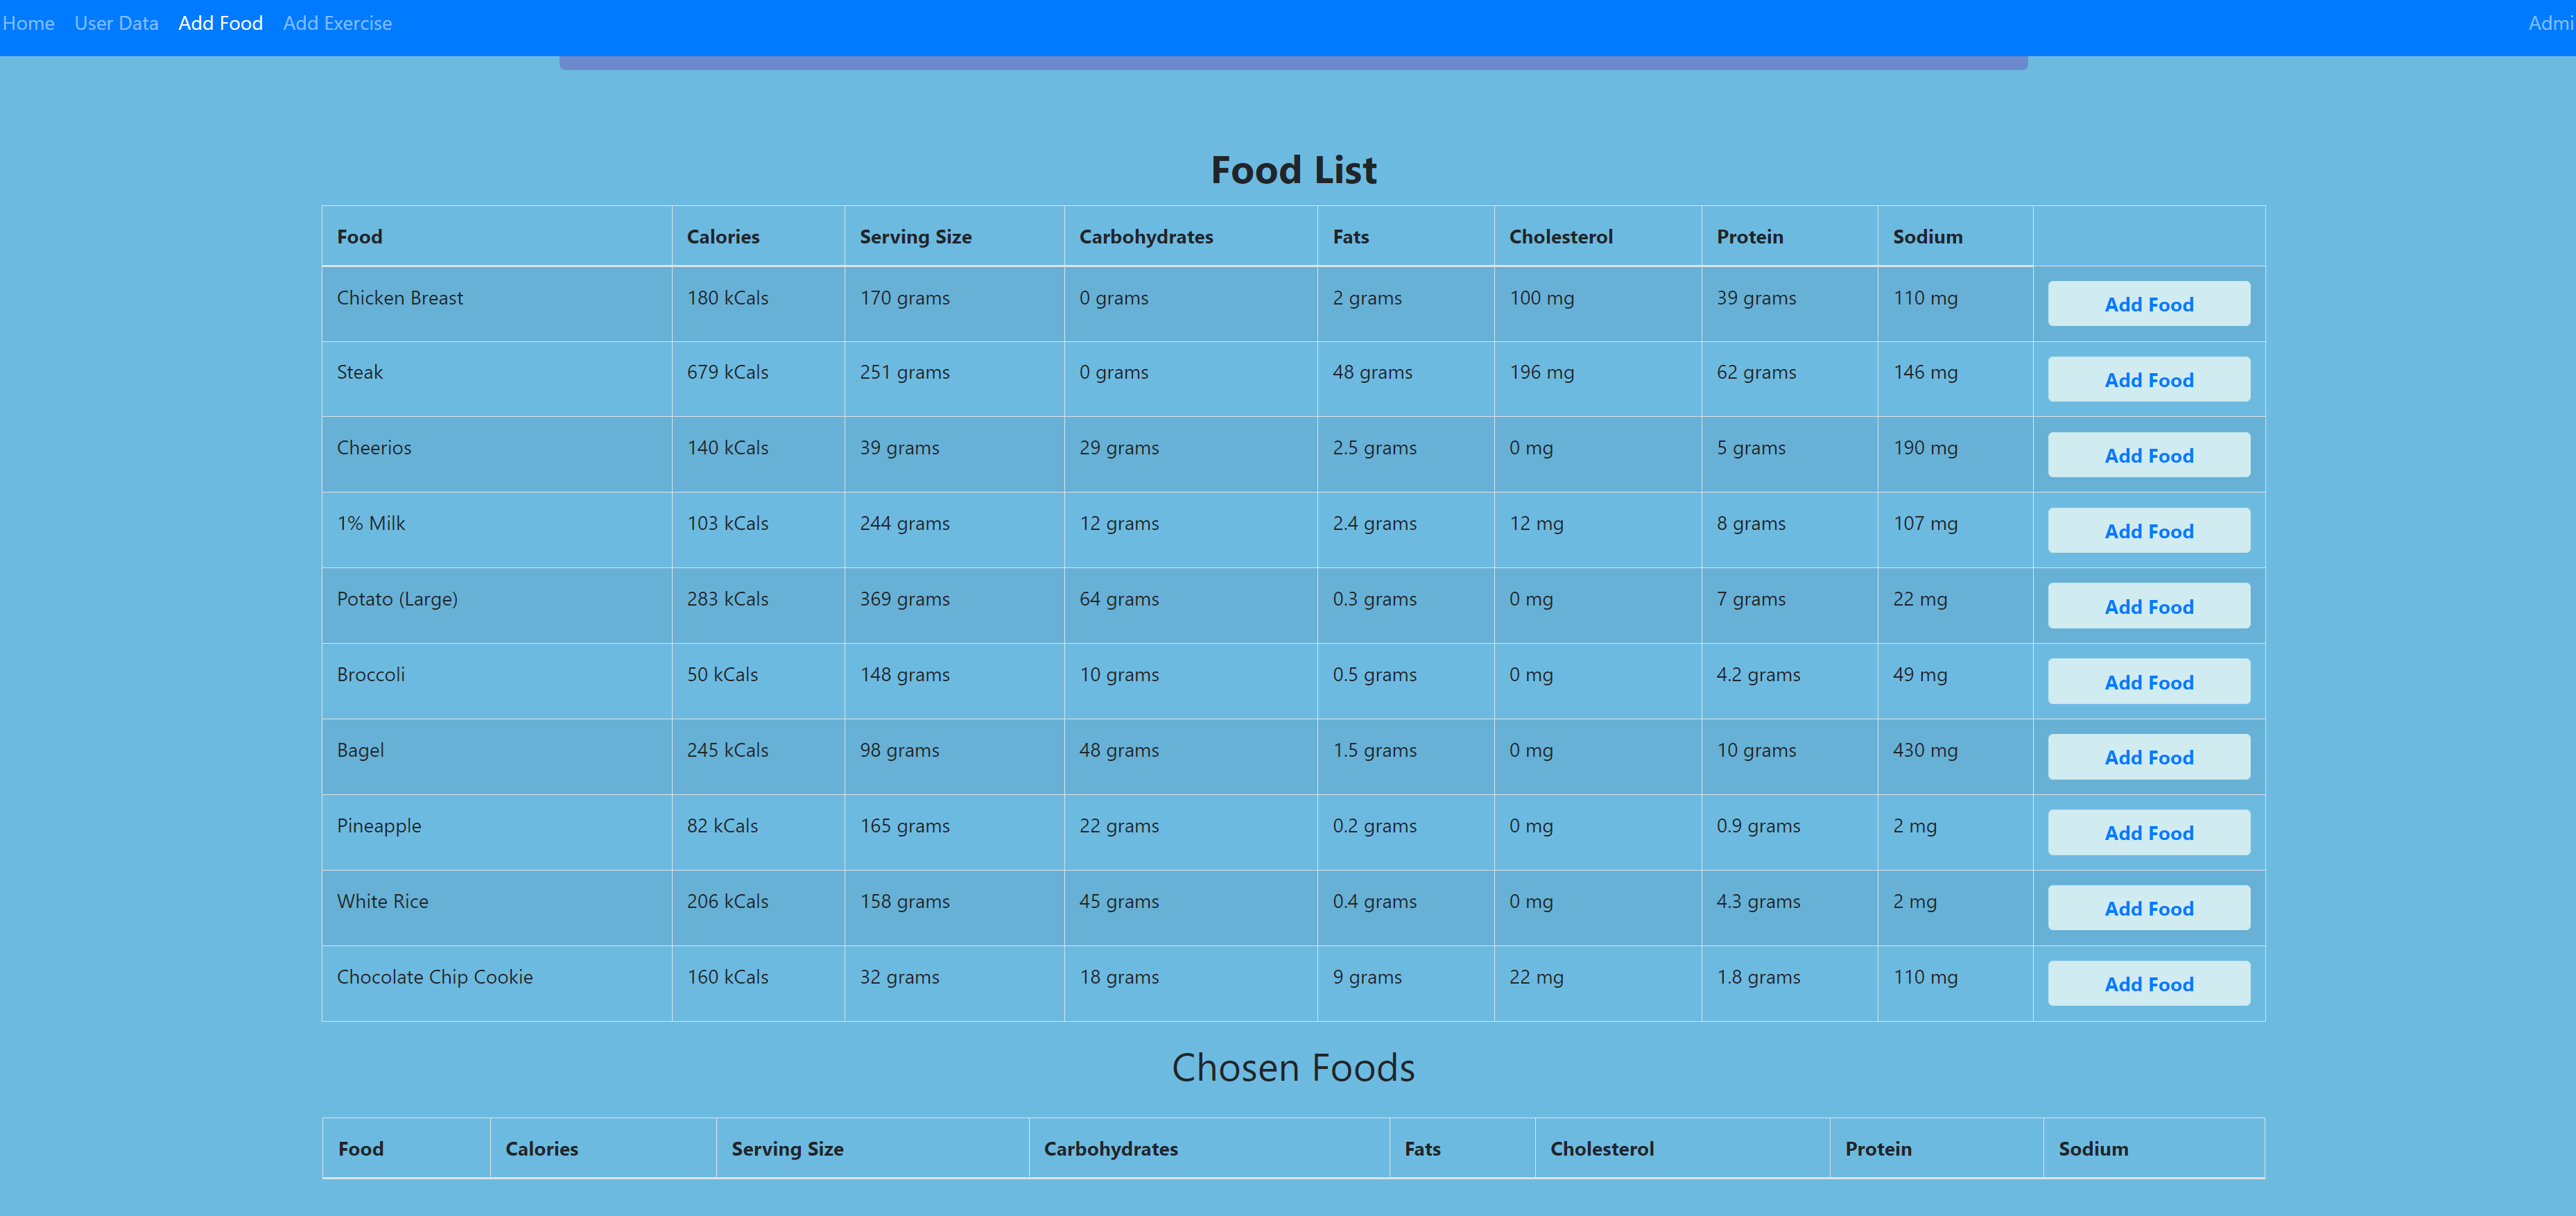 Home User Data Add Food Add Exercise Admi
Food List
Food Calories Serving Size Carbohydrates Fats Cholesterol Protein Sodium
Chicken Breast 180 kCals 170 grams 0 grams 2 grams 100 mg 39 grams 110 mg Add Food
Steak 679 kCals 251 grams 0 grams 48 grams 196 mg 62 grams 146 mg Add Food
Cheerios 140 kCals 39 grams 29 grams 2.5 grams 0 mg 5 grams 190 mg Add Food
1% Milk 103 kCals 244 grams 12 grams 2.4 grams 12 mg 8 grams 107 mg Add Food
Potato (Large) 283 kCals 369 grams 64 grams 0.3 grams 0 mg 7 grams 22 mg Add Food
Broccoli 50 kCals 148 grams 10 grams 0.5 grams 0 mg 4.2 grams 49 mg Add Food
Bagel 245 kCals 98 grams 48 grams 1.5 grams 0 mg 10 grams 430 mg Add Food
Pineapple 82 kCals 165 grams 22 grams 0.2 grams 0 mg 0.9 grams 2 mg Add Food
White Rice 206 kCals 158 grams 45 grams 0.4 grams 0 mg 4.3 grams 2 mg Add Food
Chocolate Chip Cookie 160 kCals 32 grams 18 grams 9 grams 22 mg 1.8 grams 110 mg Add Food
Chosen Foods
Food Calories Serving Size Carbohydrates Fats Cholesterol Protein Sodium